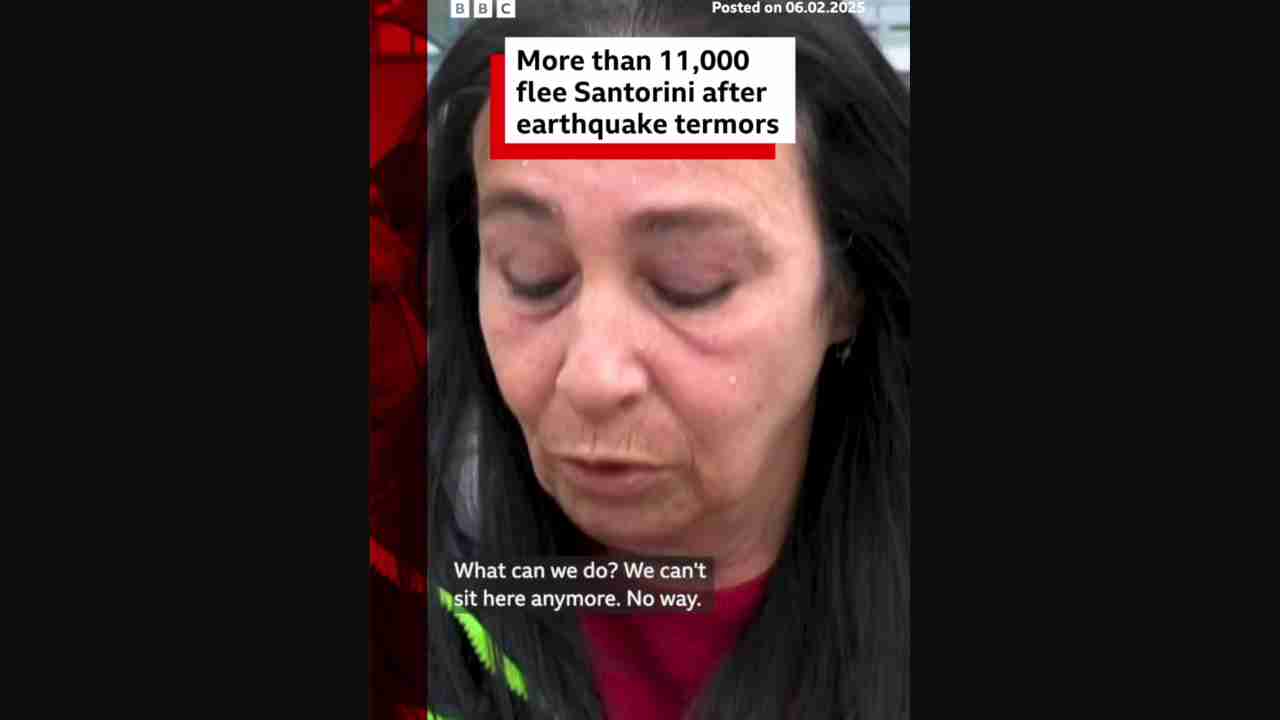 BBC
Posted on 06.02.2025
More than 11,000
flee Santorini after
earthquake termors
What can we do? We can't
sit here anymore. No way.